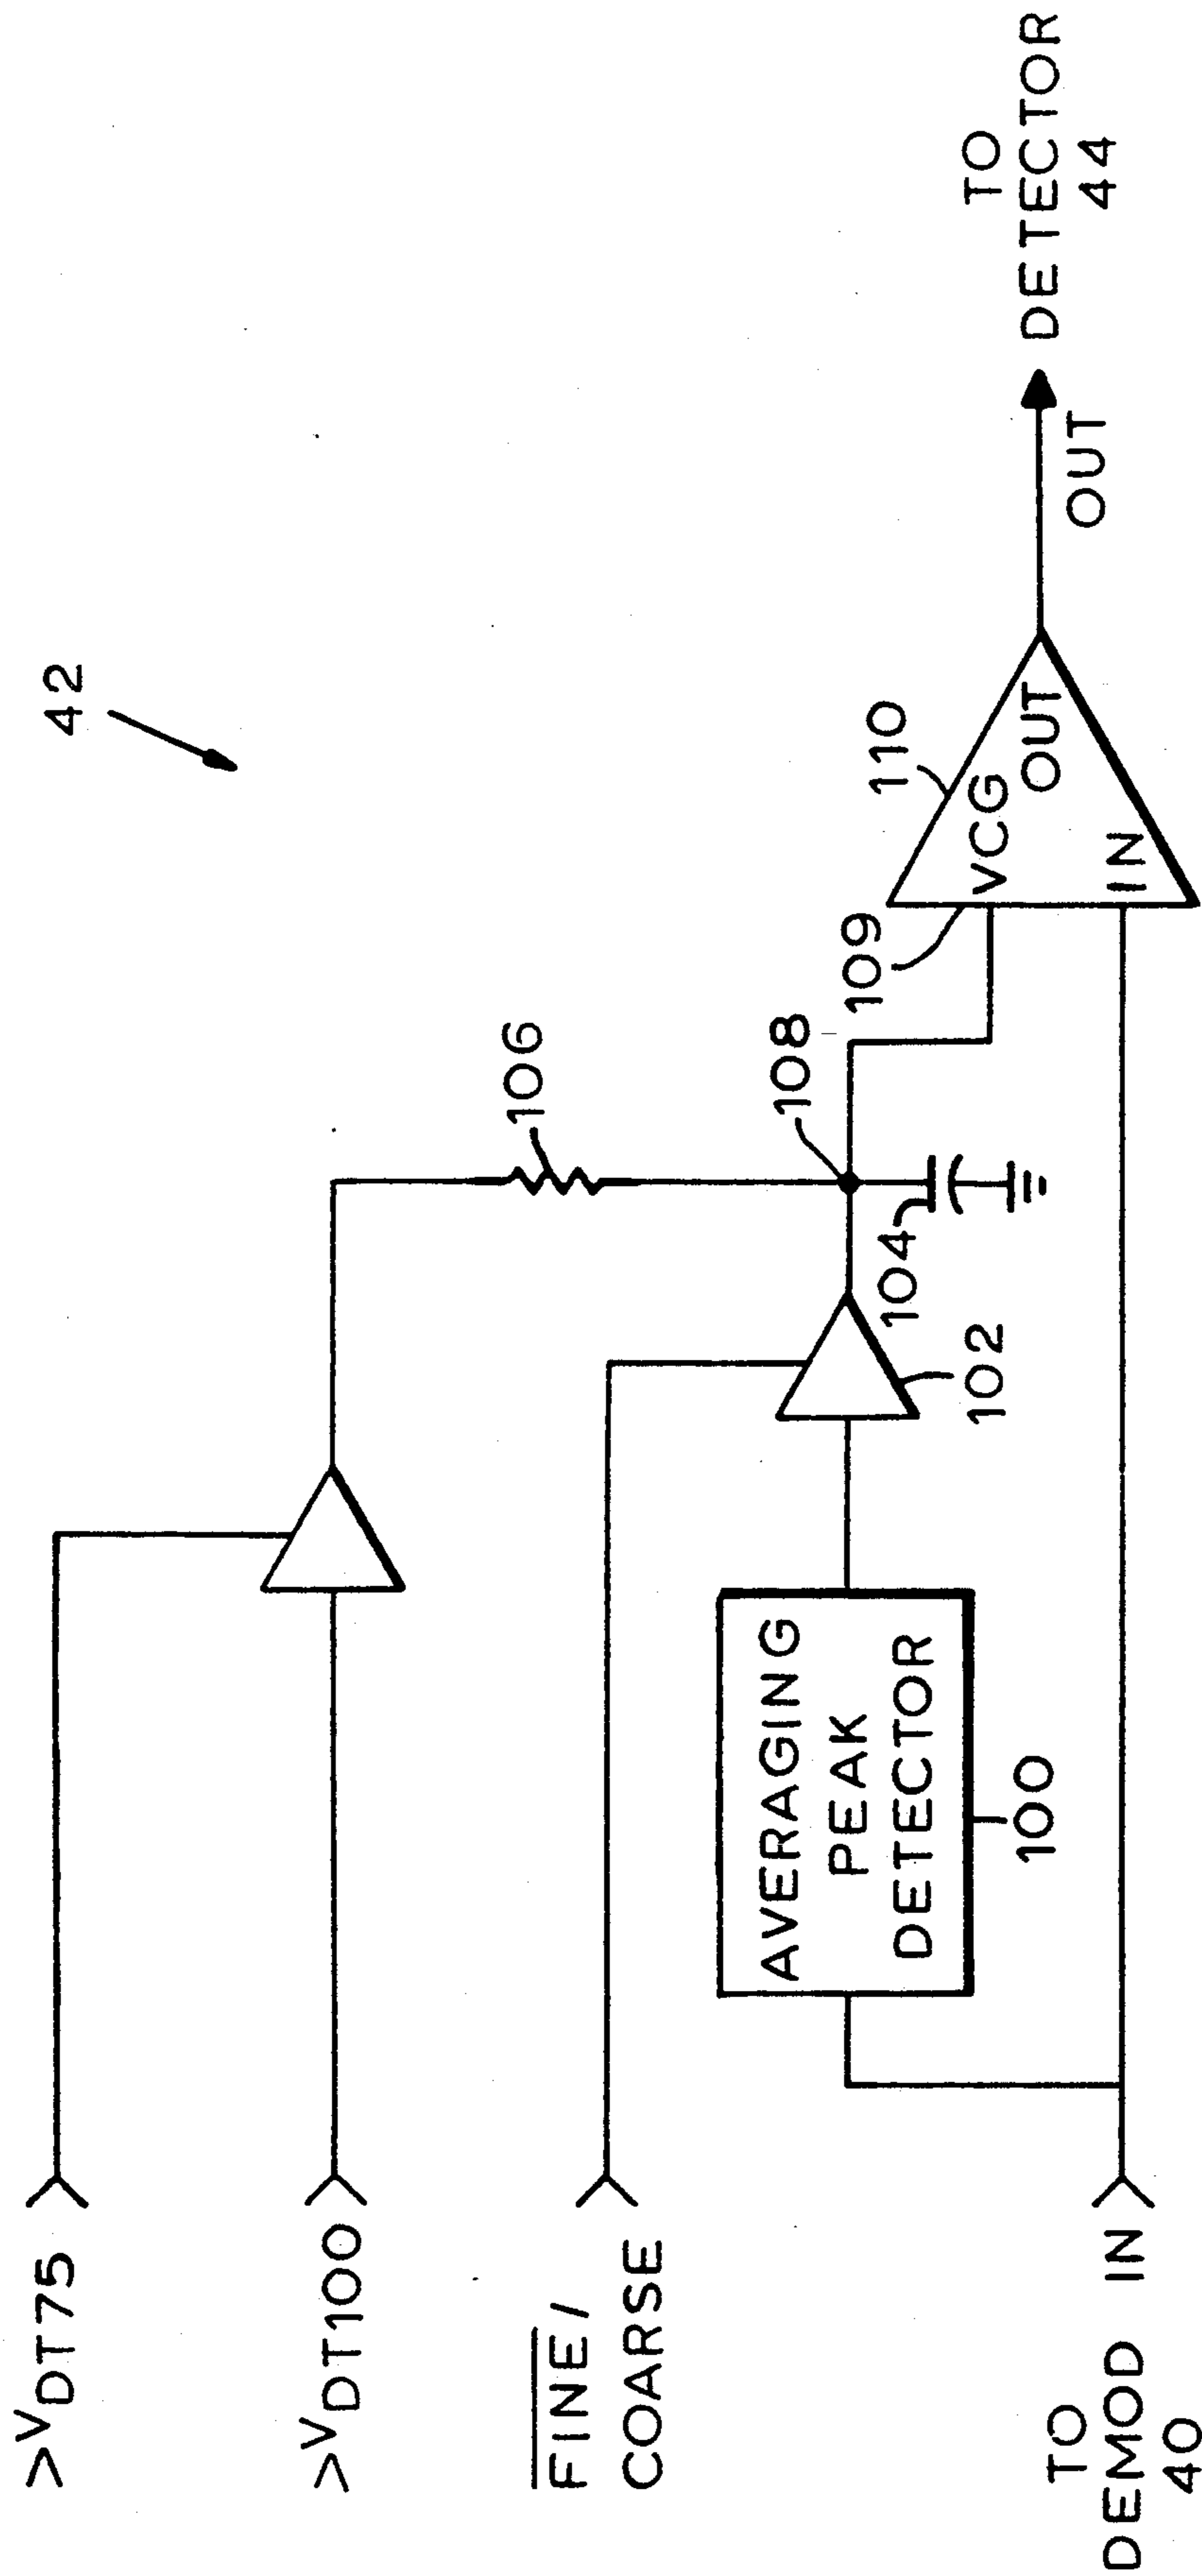 42
>VDT75
>VDT100
FINE/
COARSE
106
108
109
110
VCG
OUT
IN
OUT
TO
DETECTOR
44
104
102
AVERAGING
PEAK
DETECTOR
100
TO
DEMOD IN
40